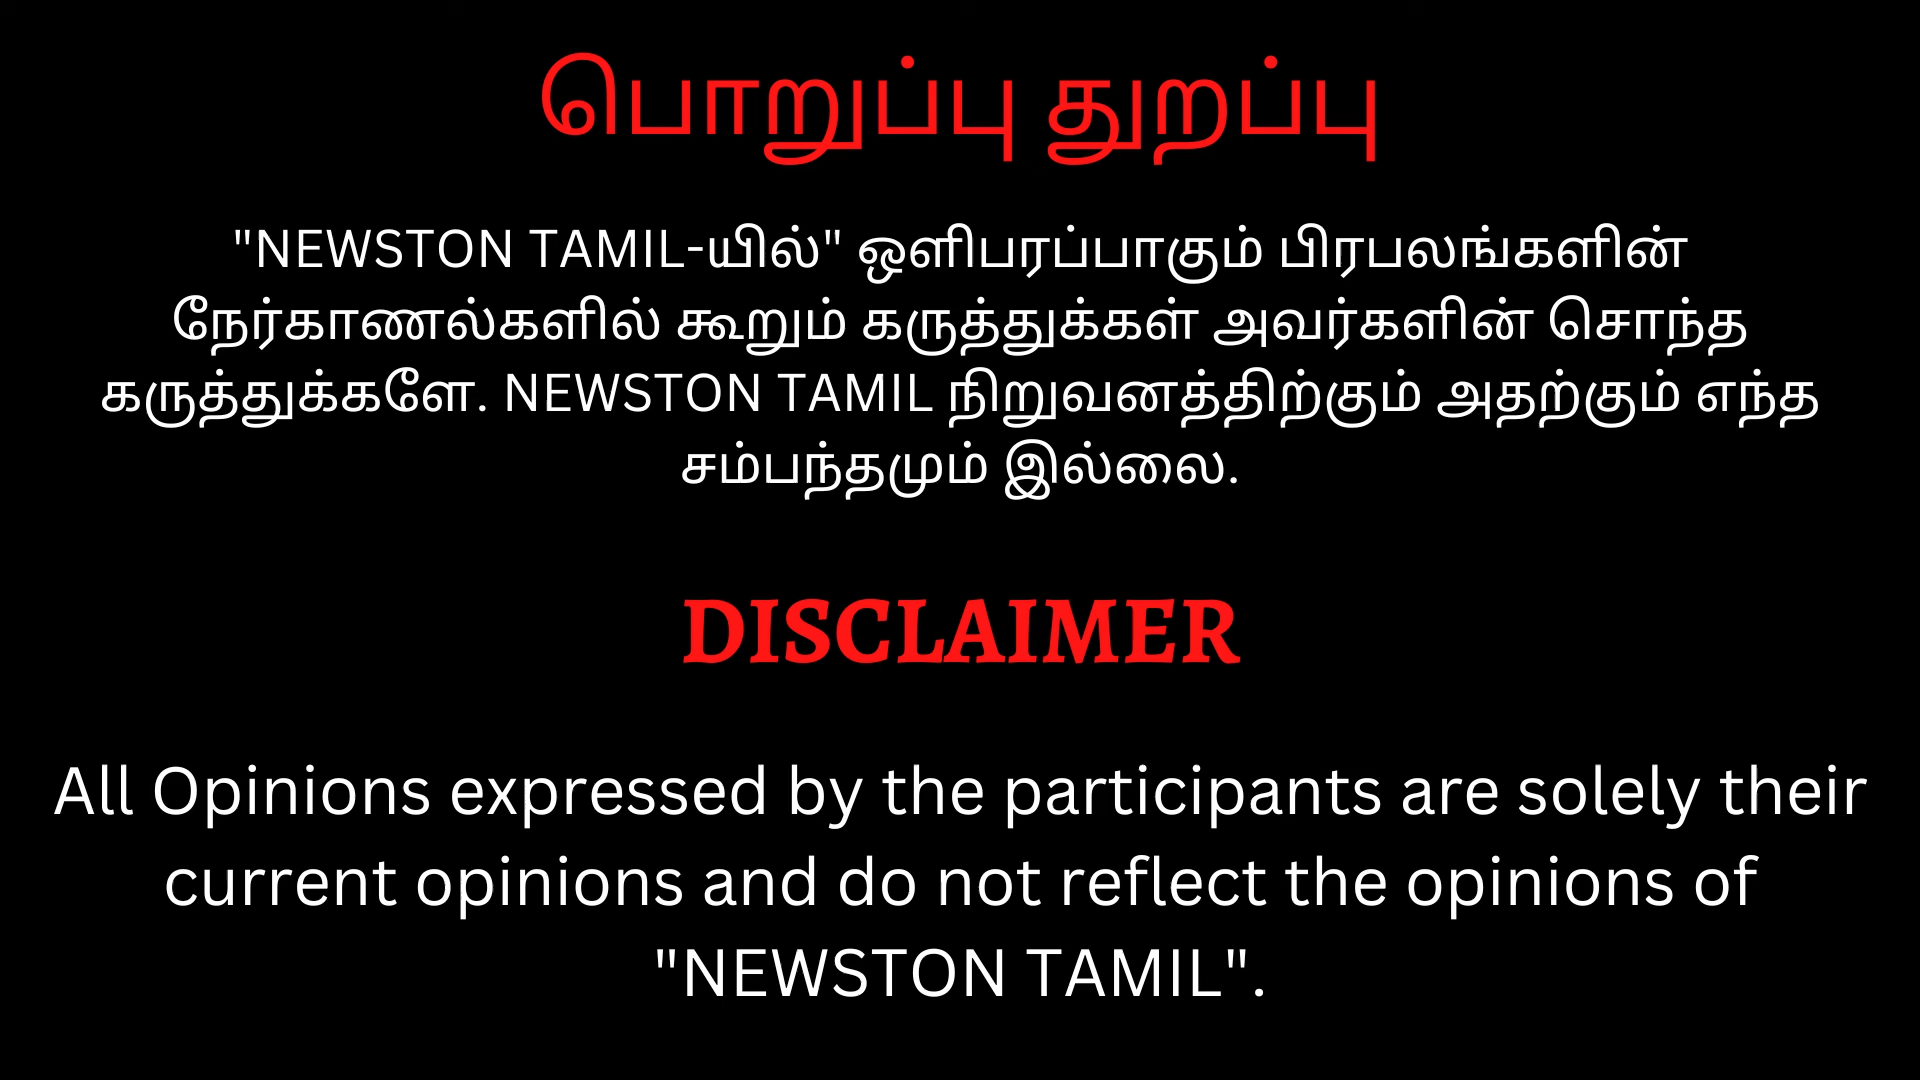 பொறுப்பு துறப்பு
"NEWSTON TAMIL-யில்" ஒளிபரப்பாகும் பிரபலங்களின்
நேர்காணல்களில் கூறும் கருத்துக்கள் அவர்களின் சொந்த
கருத்துக்களே. NEWSTON TAMIL நிறுவனத்திற்கும் அதற்கும் எந்த
சம்பந்தமும் இல்லை.
DISCLAIMER
All Opinions expressed by the participants are solely their
current opinions and do not reflect the opinions of
"NEWSTON TAMIL".